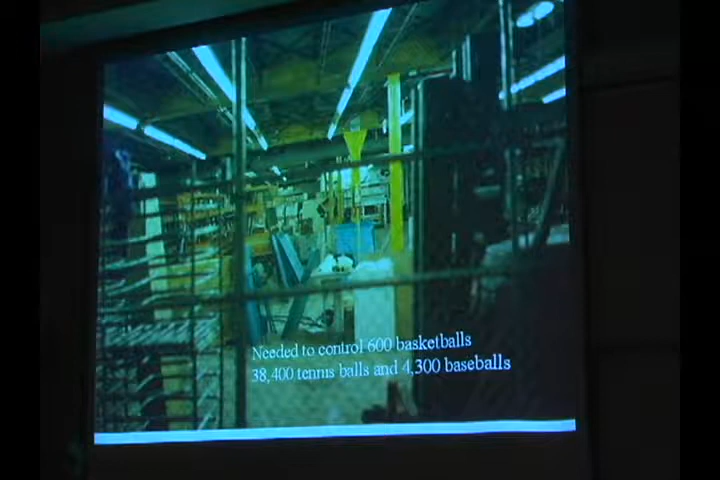 Needed to control 600 basketballs
38,400 tennis balls and 4,300 baseballs